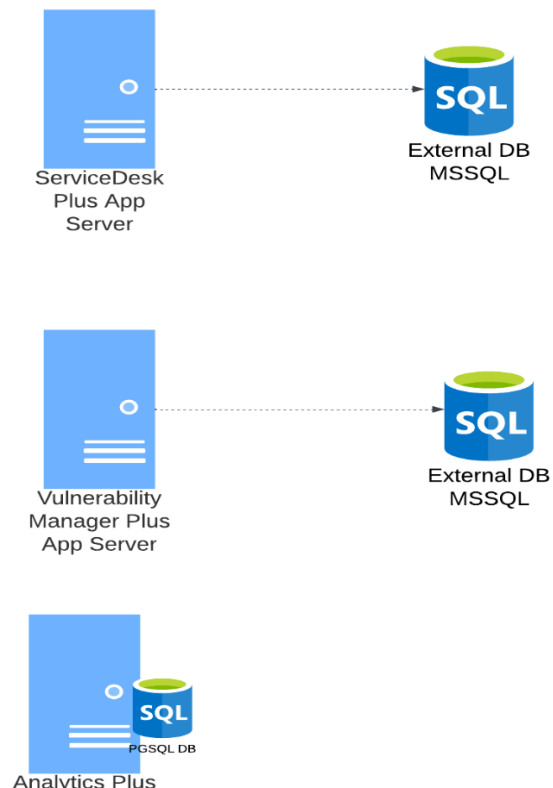 SQL
External DB
MSSQL
ServiceDesk
Plus App
Server
SQL
External DB
MSSQL
Vulnerability
Manager Plus
App Server
SQL
PGSQL DB
Analytics Plus